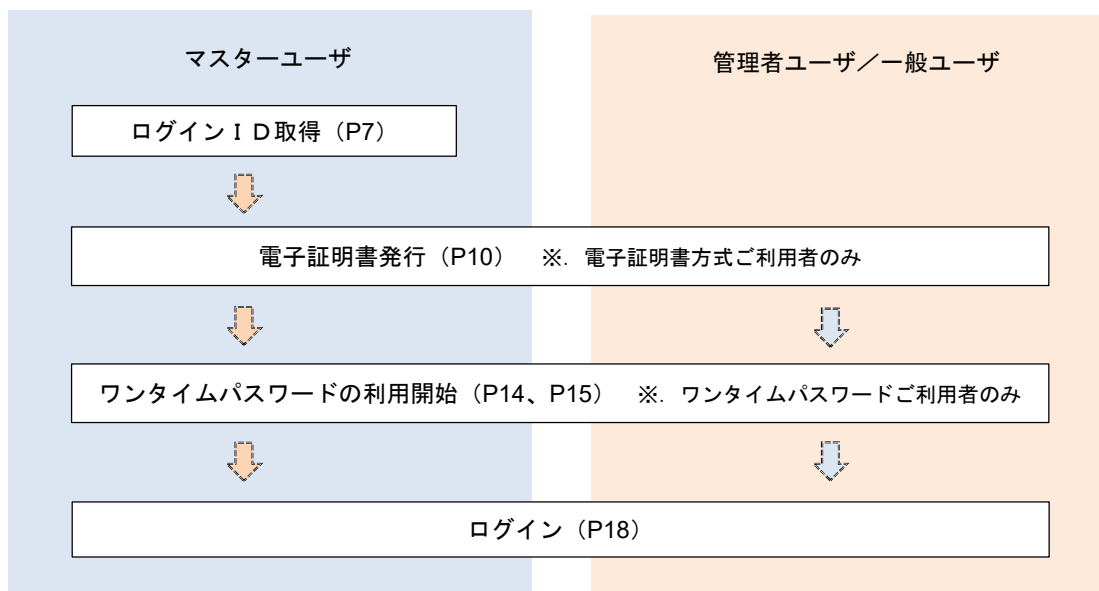 マスターユーザ
管理者ユーザ／一般ユーザ
ログインＩＤ取得（P7）
電子証明書発行（P10）　※. 電子証明書方式ご利用者のみ
ワンタイムパスワードの利用開始（P14、P15）　※. ワンタイムパスワードご利用者のみ
ログイン（P18）